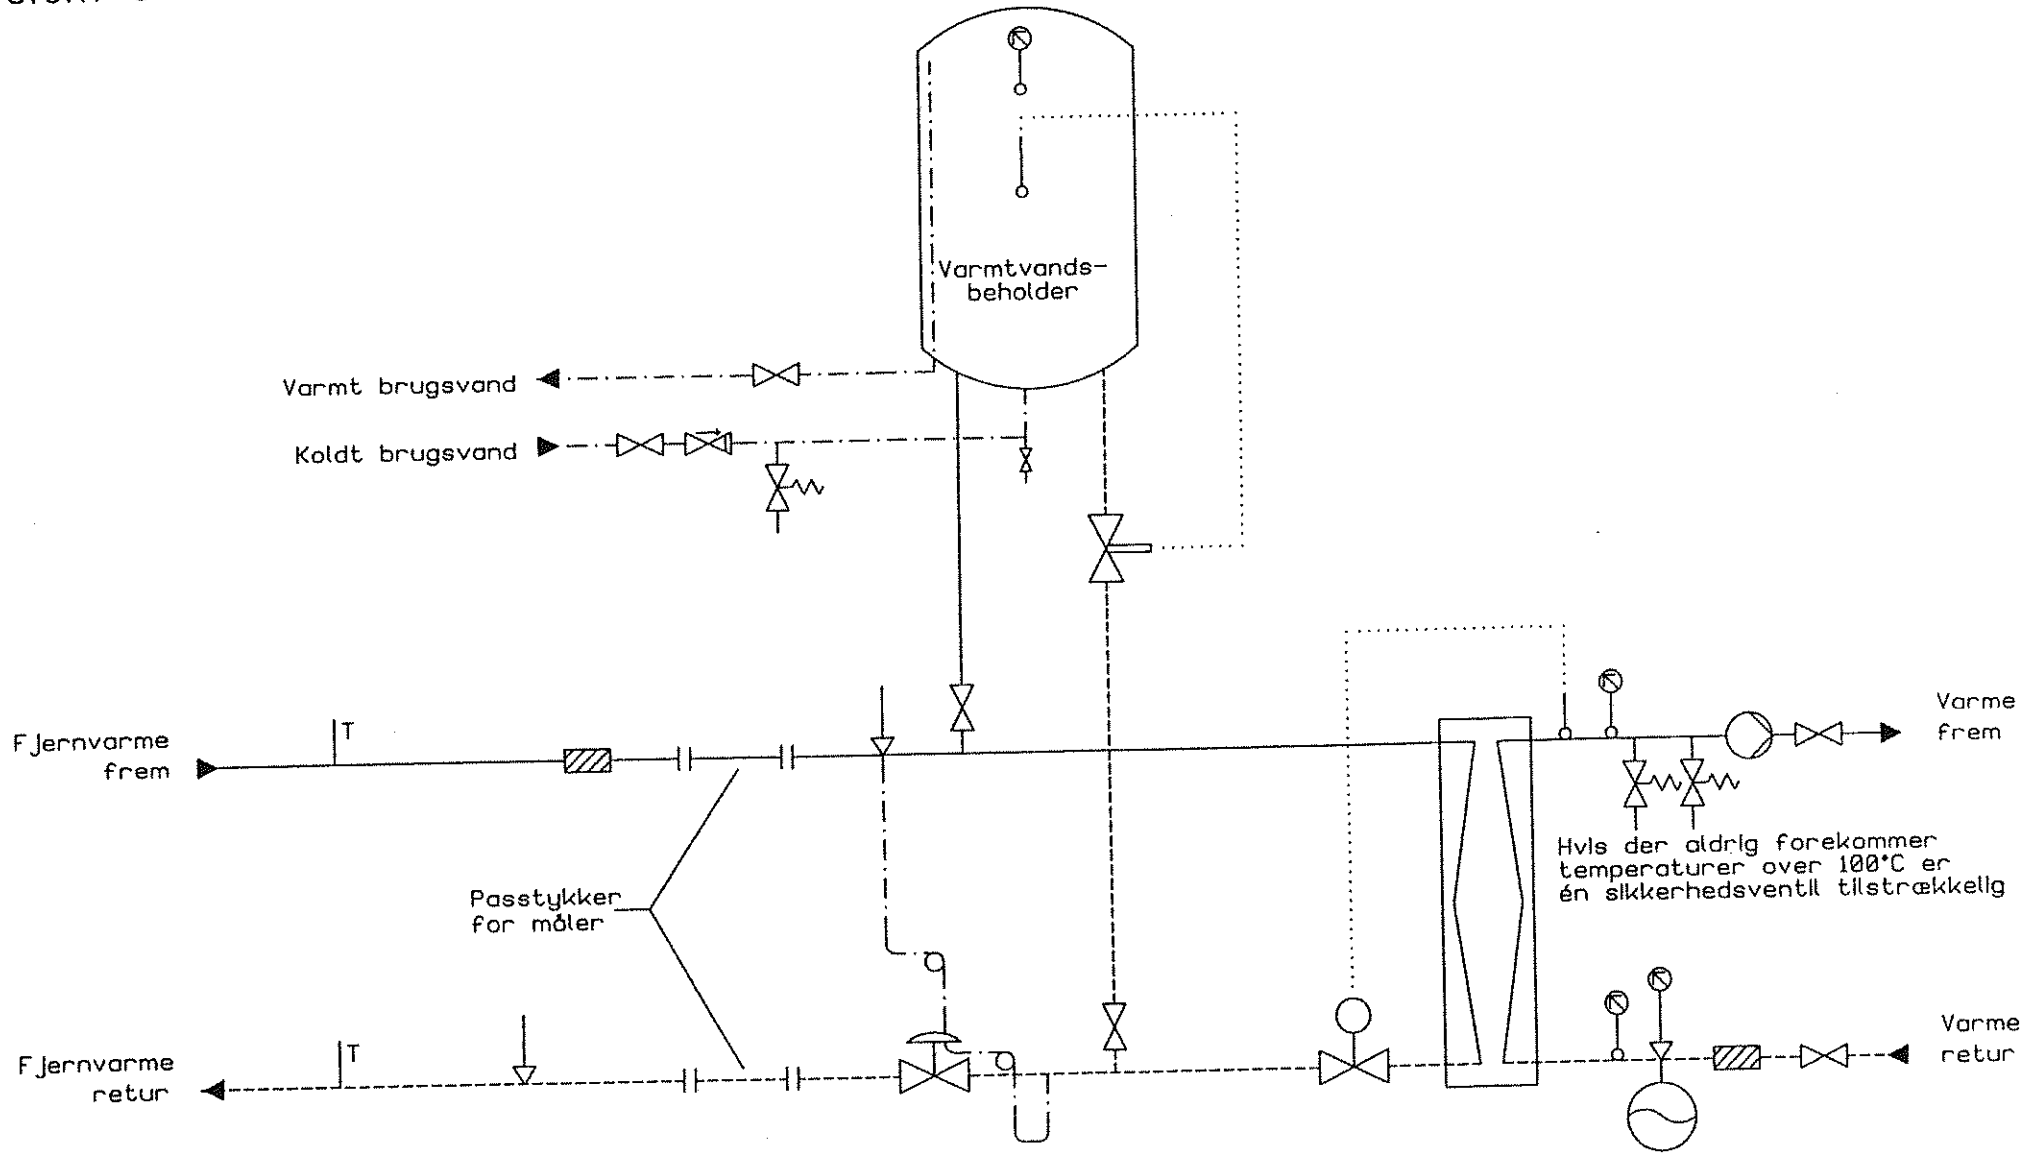 Varmtvands-
beholder
Varmt brugsvand
Koldt brugsvand
Fjernvarme
frem
T
Varme
frem
Hvis der aldrig forekommer
temperaturer over 100°C er
én sikkerhedsventil tilstrækkelig
Passtykker
for måler
Fjernvarme
retur
T
Varme
retur